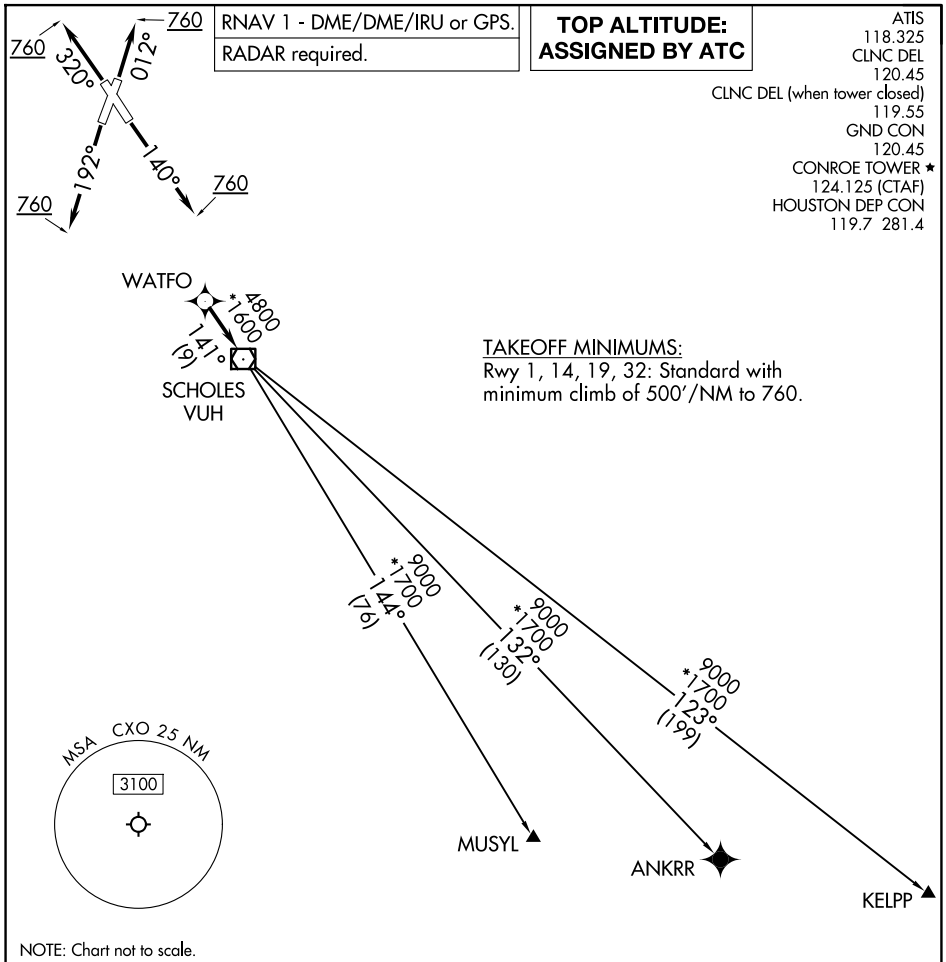 RNAV 1 - DME/DME/IRU or GPS.
RADAR required.
TOP ALTITUDE:
ASSIGNED BY ATC
ATIS
118.325
CLNC DEL
120.45
CLNC DEL (when tower closed)
119.55
GND CON
120.45
CONROE TOWER ★
124.125 (CTAF)
HOUSTON DEP CON
119.7 281.4
760
320°
760
012°
192°
760
140°
760
WATFO
4800
*1600
141°
(9)
SCHOLES
VUH
TAKEOFF MINIMUMS:
Rwy 1, 14, 19, 32: Standard with
minimum climb of 500'/NM to 760.
9000
*1700
144°
(76)
9000
*1700
132°
(130)
9000
*1700
123°
(199)
MSA CXO 25 NM
3100
MUSYL
ANKRR
KELPP
NOTE: Chart not to scale.